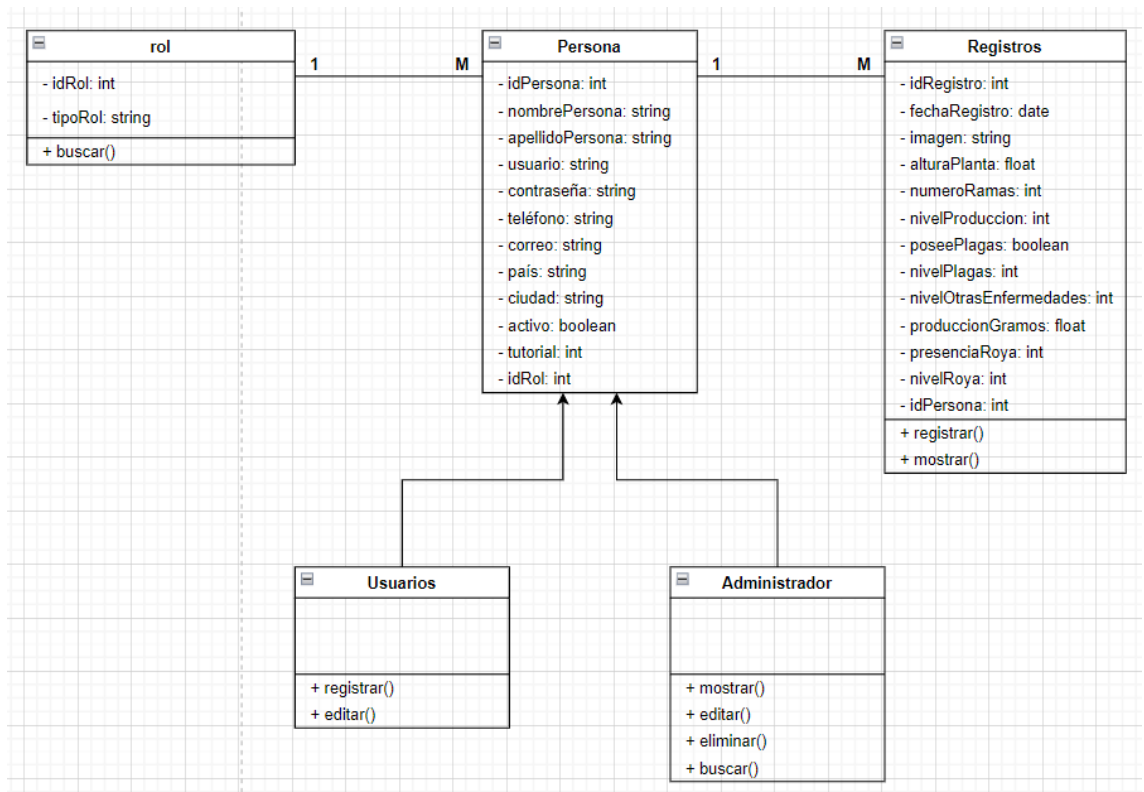 rol
- idRol: int
- tipoRol: string
+ buscar()
1
M
Persona
- idPersona: int
- nombrePersona: string
- apellidoPersona: string
- usuario: string
- contraseña: string
- teléfono: string
- correo: string
- país: string
- ciudad: string
- activo: boolean
- tutorial: int
- idRol: int
1
M
Registros
- idRegistro: int
- fechaRegistro: date
- imagen: string
- alturaPlanta: float
- numeroRamas: int
- nivelProduccion: int
- poseePlagas: boolean
- nivelPlagas: int
- nivelOtrasEnfermedades: int
- produccionGramos: float
- presenciaRoya: int
- nivelRoya: int
- idPersona: int
+ registrar()
+ mostrar()
Usuarios
+ registrar()
+ editar()
Administrador
+ mostrar()
+ editar()
+ eliminar()
+ buscar()